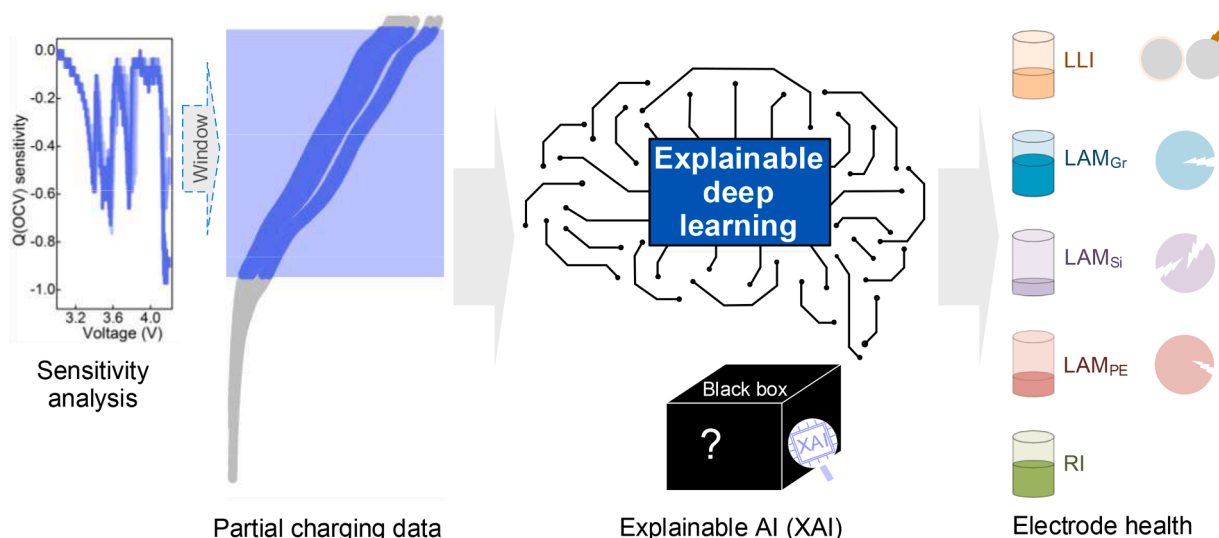 0.0
-0.2
-0.4
-0.6
-0.8
-1.0
Q(OCV) sensitivity
3.2 3.6 4.0
Voltage (V)
Sensitivity
analysis
Window
Partial charging data
Explainable
deep
learning
Black box
?
XAI
Explainable AI (XAI)
LLI
LAMGr
LAMSi
LAMPE
RI
Electrode health